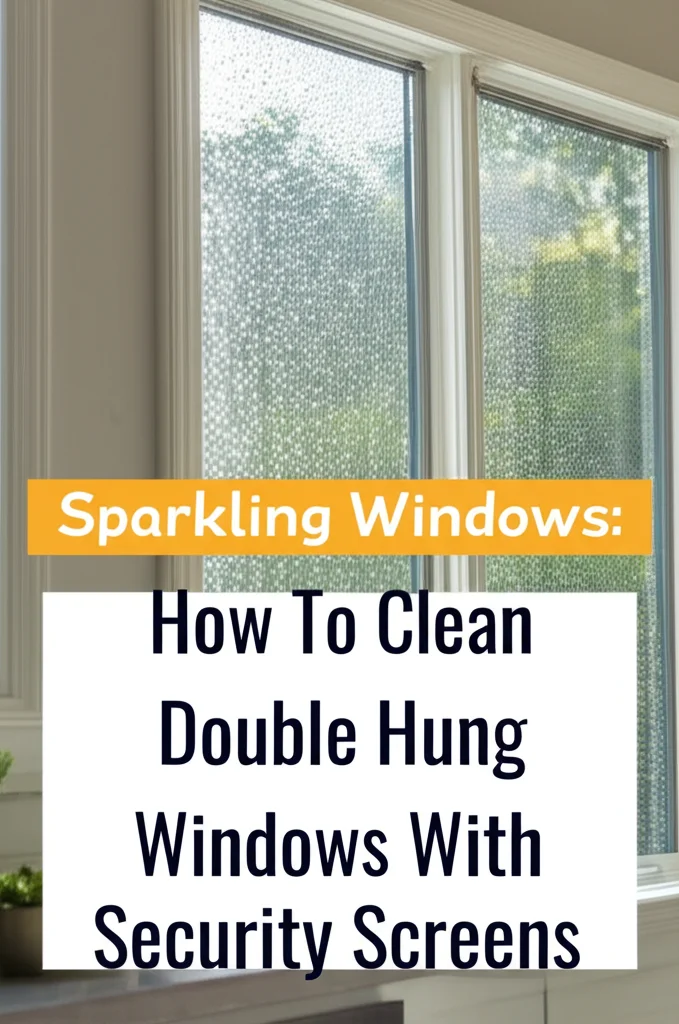 Sparkling Windows:
How To Clean
Double Hung
Windows With
Security Screens